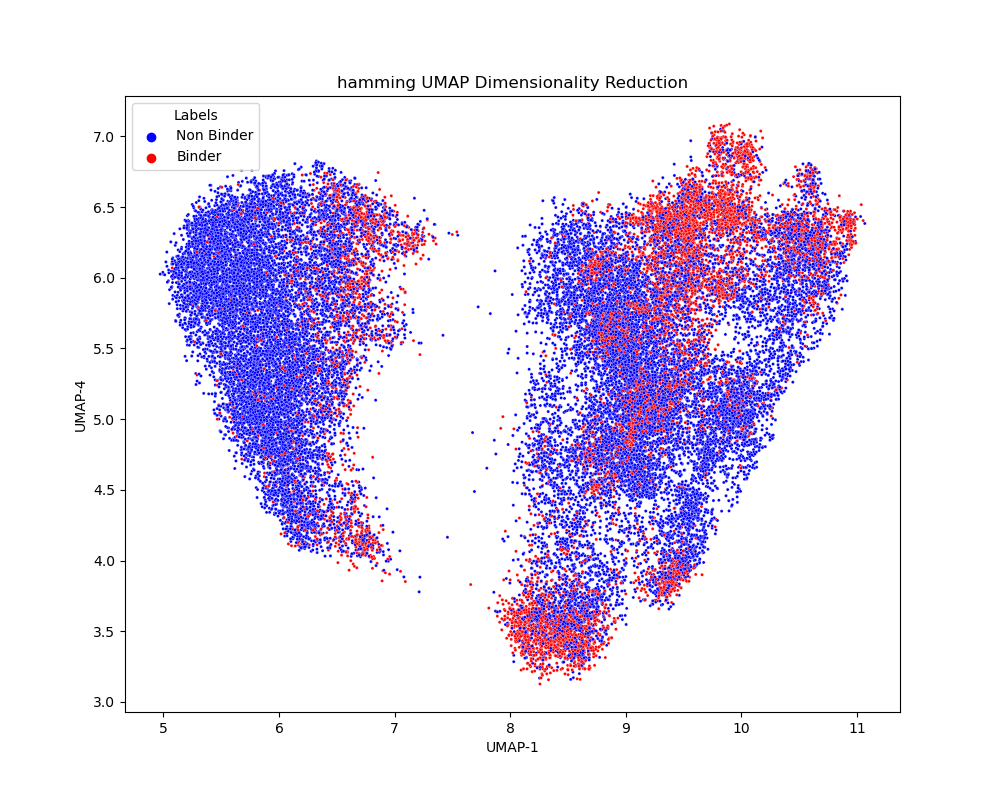 hamming UMAP Dimensionality Reduction
Labels
Non Binder
Binder
7.0
6.5
6.0
5.5
5.0
4.5
4.0
3.5
3.0
UMAP-4
5 6 7 8 9 10 11
UMAP-1